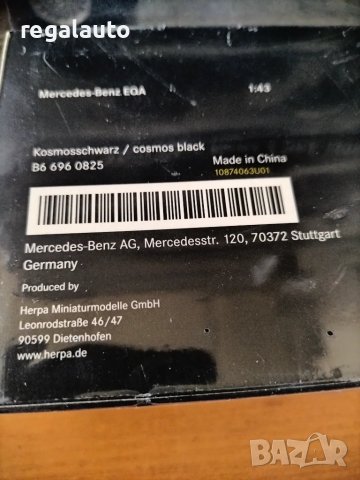 regalauto
Mercedes-Benz EQA 1:43
Kosmosschwarz / cosmos black
B6 696 0825 Made in China
10874063U01
Mercedes-Benz AG, Mercedesstr. 120, 70372 Stuttgart
Germany
Produced by
Herpa Miniaturmodelle GmbH
Leonrodstraße 46/47
90599 Dietenhofen
www.herpa.de
BAZAR